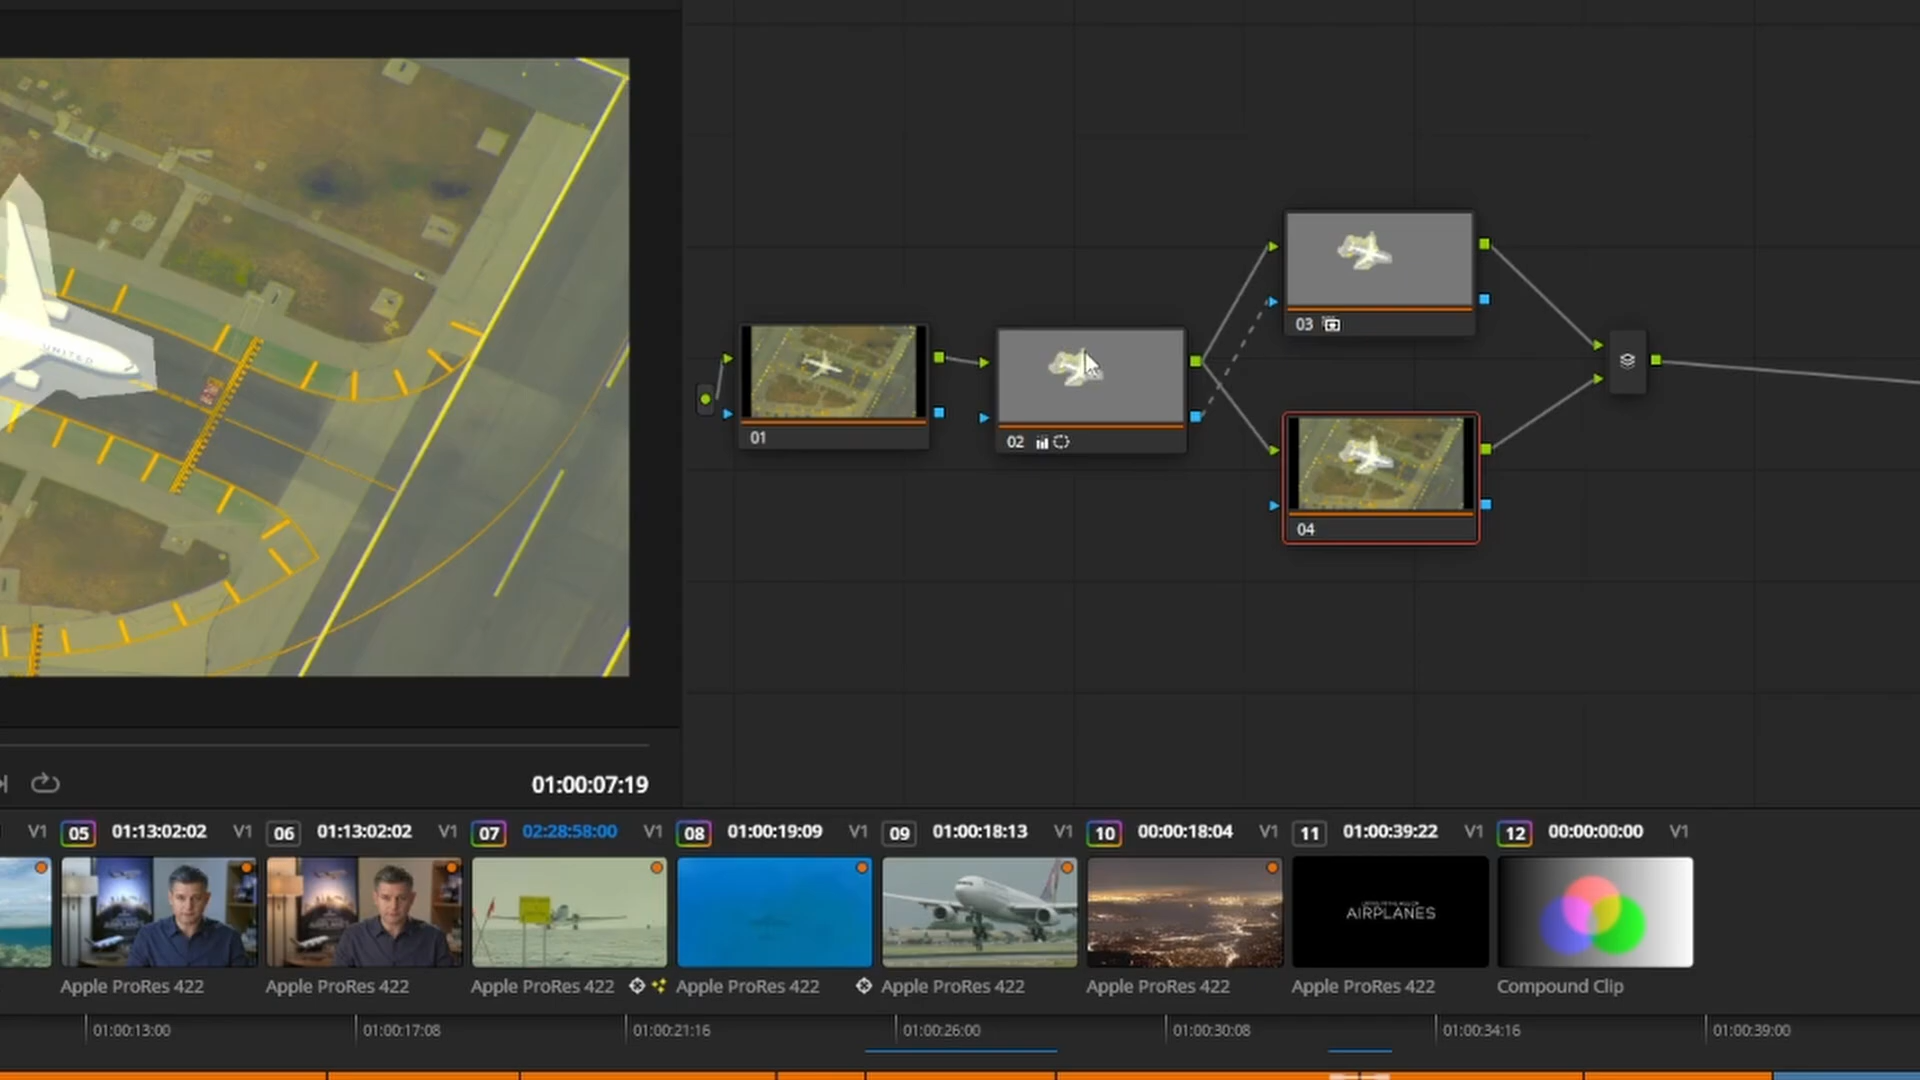 UNITED
03
01
02
04
01:00:07:19
V1
05 01:13:02:02 V1
06 01:13:02:02 V1
07 02:28:58:00 V1
08 01:00:19:09 V1
09 01:00:18:13 V1
10 00:00:18:04 V1
11 01:00:39:22 V1
12 00:00:00:00 V1
AIRPLANES
Apple ProRes 422
Apple ProRes 422
Apple ProRes 422
Apple ProRes 422
Apple ProRes 422
Apple ProRes 422
Apple ProRes 422
Compound Clip
01:00:13:00
01:00:17:08
01:00:21:16
01:00:26:00
01:00:30:08
01:00:34:16
01:00:39:00